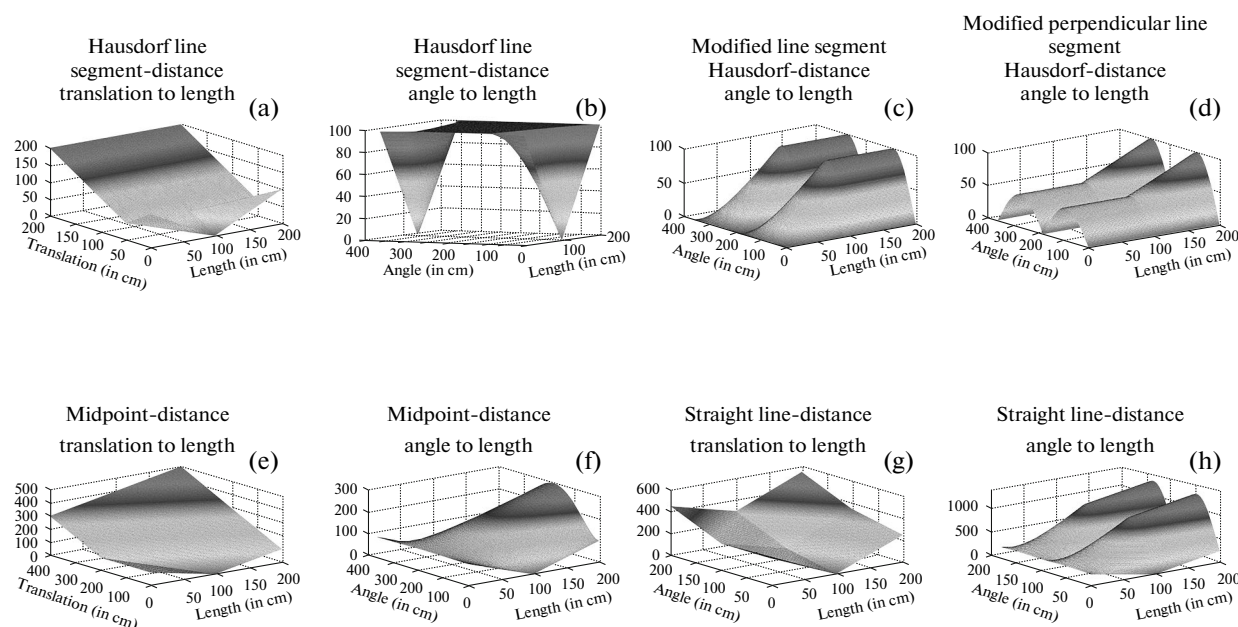 Hausdorf line
segment-distance
translation to length
(a)
200
150
100
50
0
200
150
100
50
0
Translation (in cm)
0
50
100
150
200
Length (in cm)
Hausdorf line
segment-distance
angle to length
(b)
100
80
60
40
20
0
400
300
200
100
0
Angle (in cm)
100
200
Length (in cm)
Modified line segment
Hausdorf-distance
angle to length
(c)
100
50
0
400
300
200
100
0
Angle (in cm)
50
100
150
200
Length (in cm)
Modified perpendicular line
segment
Hausdorf-distance
angle to length
(d)
100
50
0
400
300
200
100
0
Angle (in cm)
50
100
150
200
Length (in cm)
Midpoint-distance
translation to length
(e)
500
400
300
200
100
0
400
300
200
100
0
Translation (in cm)
50
100
150
200
Length (in cm)
Midpoint-distance
angle to length
(f)
300
200
100
0
400
300
200
100
0
Angle (in cm)
50
100
150
200
Length (in cm)
Straight line-distance
translation to length
(g)
600
400
200
0
200
150
100
50
0
Angle (in cm)
50
100
150
200
Length (in cm)
Straight line-distance
angle to length
(h)
1000
500
0
400
300
200
100
0
Angle (in cm)
50
100
150
200
Length (in cm)